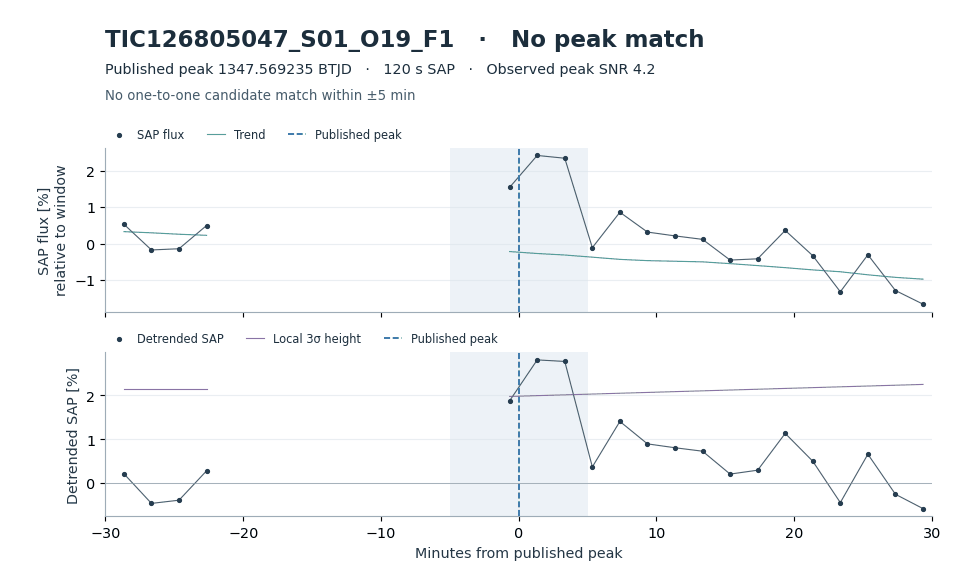 TIC126805047_S01_O19_F1 · No peak match
Published peak 1347.569235 BTJD · 120 s SAP · Observed peak SNR 4.2
No one-to-one candidate match within ±5 min
SAP flux Trend Published peak
SAP flux [%]
relative to window
2
1
0
−1
Detrended SAP Local 3σ height Published peak
Detrended SAP [%]
2
1
0
−30 −20 −10 0 10 20 30
Minutes from published peak